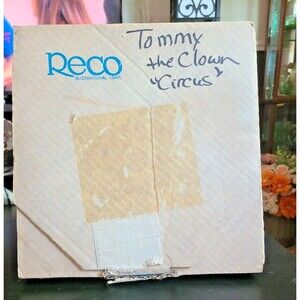 Reco
INTERNATIONAL CORP.
Tommy
the Clown
"Circus"